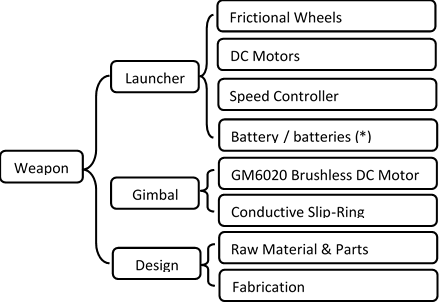 Weapon
Launcher
Frictional Wheels
DC Motors
Speed Controller
Battery / batteries (*)
Gimbal
GM6020 Brushless DC Motor
Conductive Slip-Ring
Design
Raw Material & Parts
Fabrication